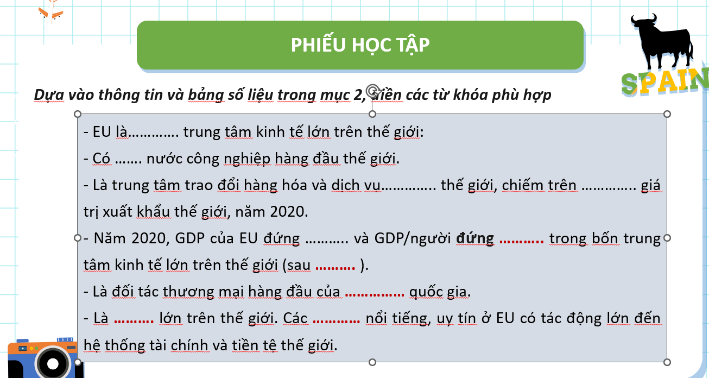 PHIẾU HỌC TẬP
SPAIN
Dựa vào thông tin và bảng số liệu trong mục 2, điền các từ khóa phù hợp
- EU là............. trung tâm kinh tế lớn trên thế giới:
- Có ....... nước công nghiệp hàng đầu thế giới.
- Là trung tâm trao đổi hàng hóa và dịch vụ.............. thế giới, chiếm trên .............. giá
trị xuất khẩu thế giới, năm 2020.
- Năm 2020, GDP của EU đứng ........... và GDP/người đứng ........... trong bốn trung
tâm kinh tế lớn trên thế giới (sau .......... ).
- Là đối tác thương mại hàng đầu của ............... quốc gia.
- Là .......... lớn trên thế giới. Các ............ nổi tiếng, uy tín ở EU có tác động lớn đến
hệ thống tài chính và tiền tệ thế giới.